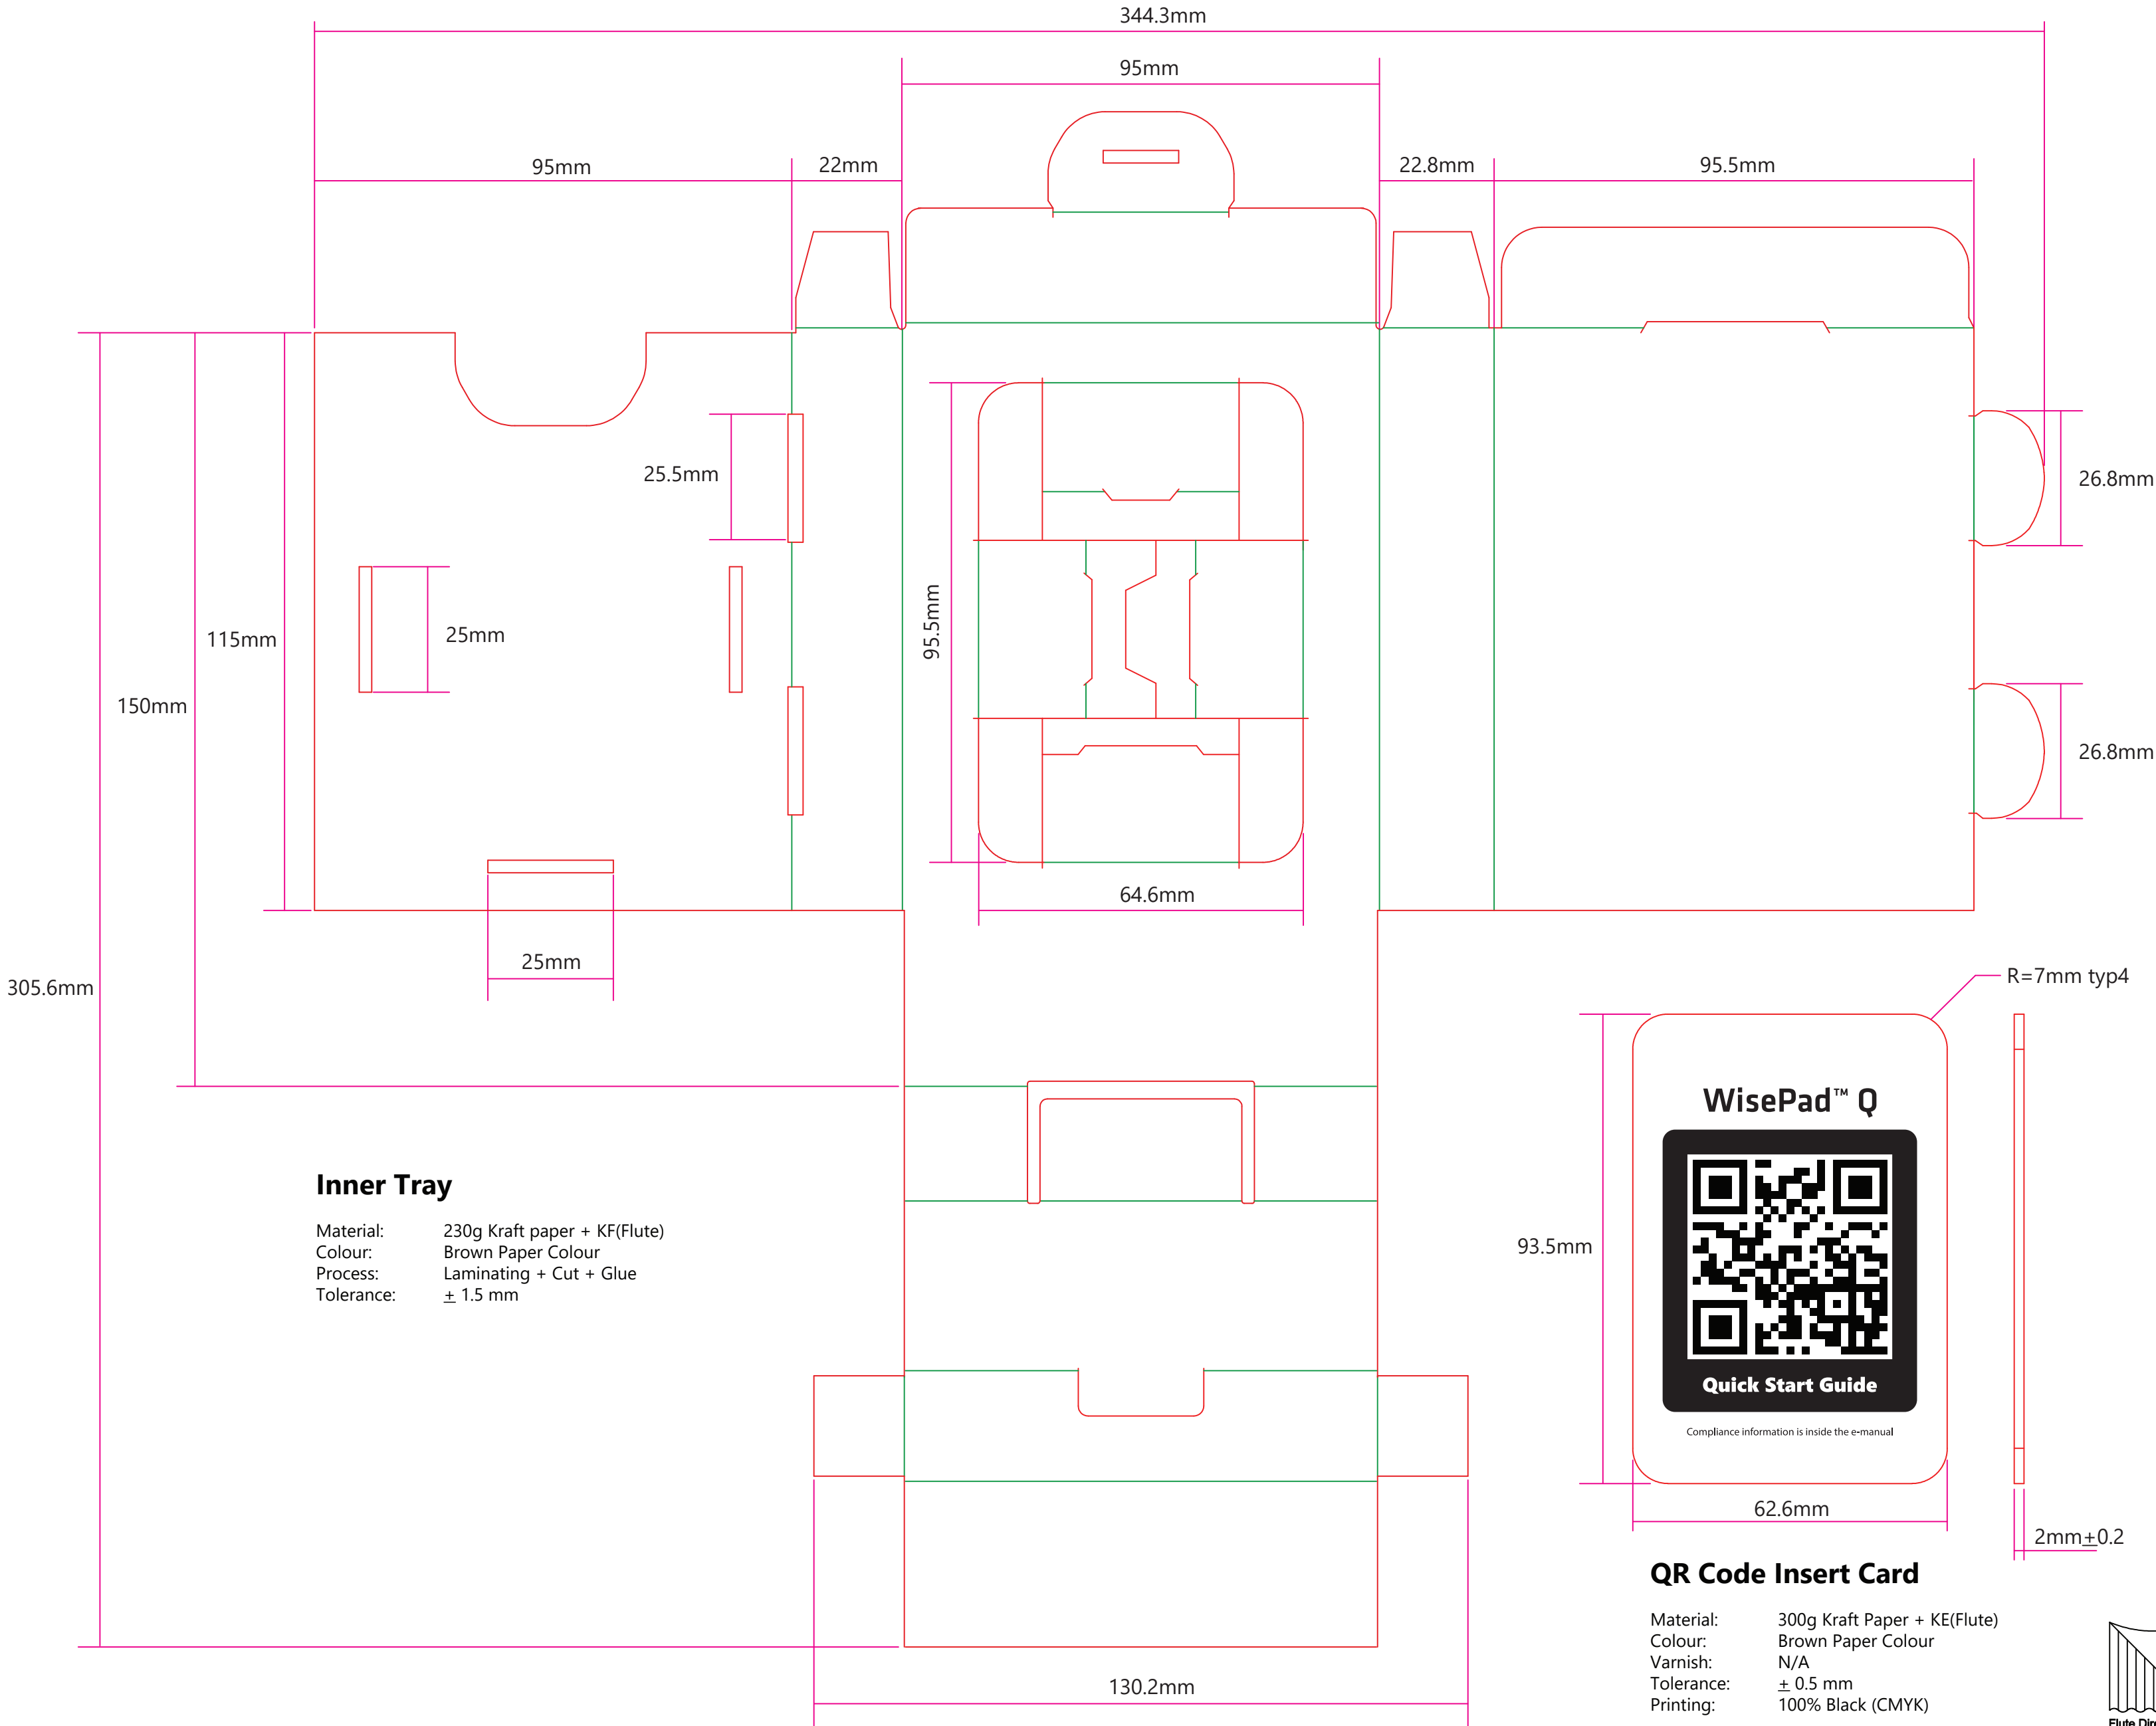 344.3mm
95mm
95mm
22mm
22.8mm
95.5mm
25.5mm
26.8mm
25mm
115mm
95.5mm
150mm
26.8mm
64.6mm
25mm
305.6mm
R=7mm typ4
WisePad™ Q
Inner Tray
Material: 230g Kraft paper + KF(Flute)
Colour: Brown Paper Colour
Process: Laminating + Cut + Glue
Tolerance: ± 1.5 mm
93.5mm
Quick Start Guide
Compliance information is inside the e-manual
62.6mm
2mm±0.2
QR Code Insert Card
Material: 300g Kraft Paper + KE(Flute)
Colour: Brown Paper Colour
Varnish: N/A
Tolerance: ± 0.5 mm
Printing: 100% Black (CMYK)
130.2mm